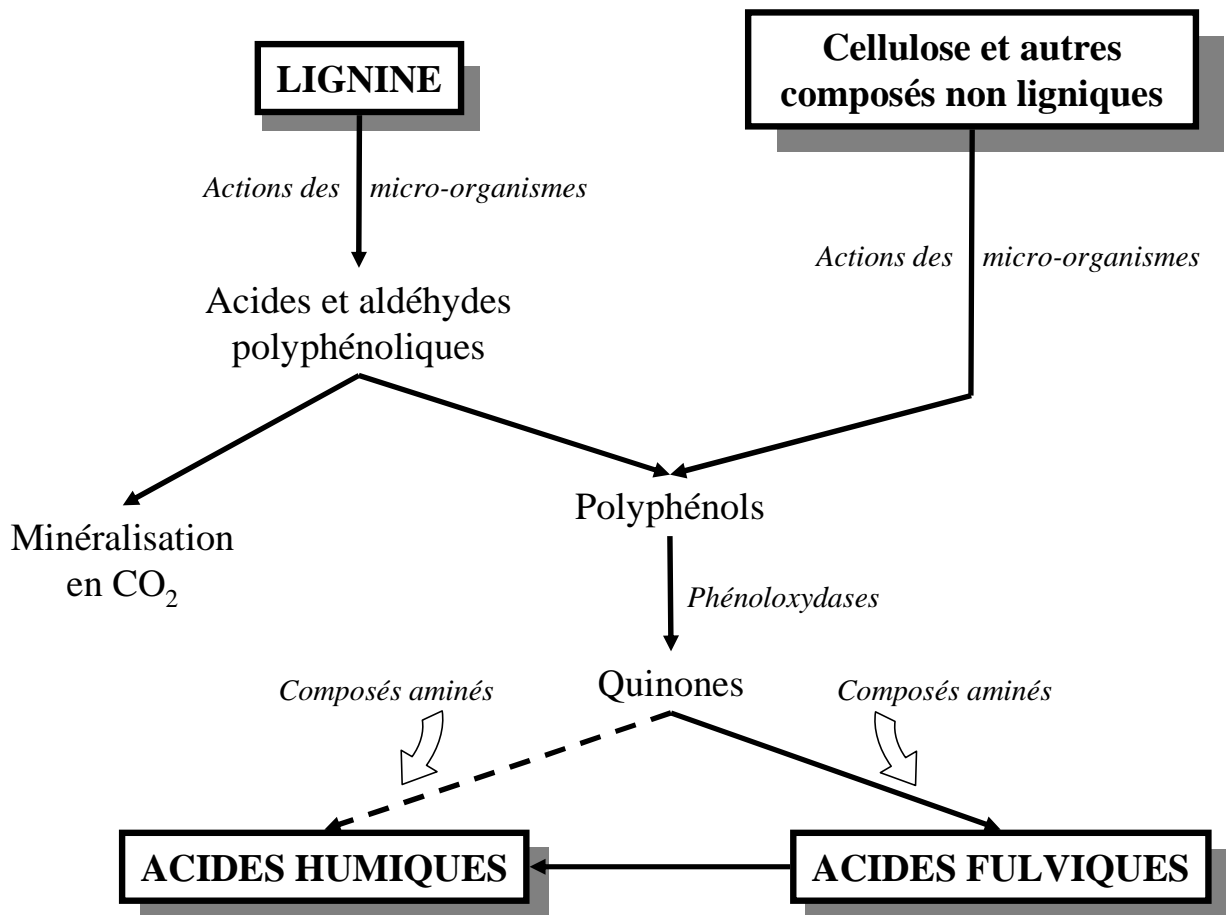 LIGNINE
Cellulose et autres
composés non ligniques
Actions des micro-organismes
Actions des micro-organismes
Acides et aldéhydes
polyphénoliques
Polyphénols
Minéralisation
en CO₂
Phénoloxydases
Quinones
Composés aminés
Composés aminés
ACIDES HUMIQUES
ACIDES FULVIQUES